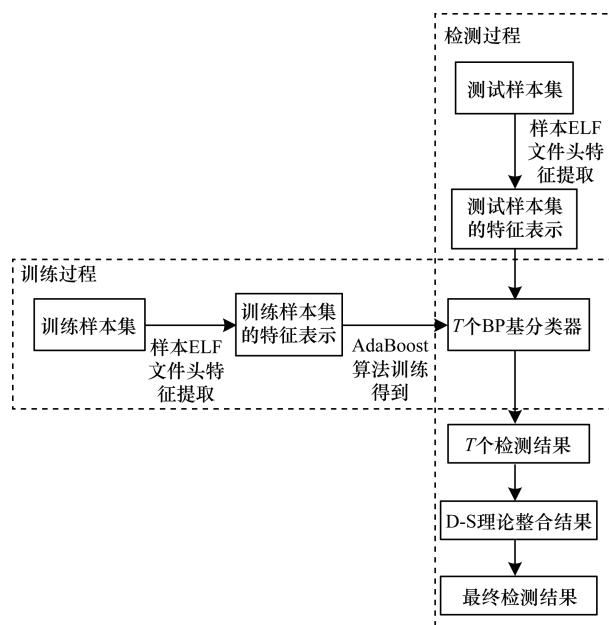 检测过程
测试样本集
样本ELF
文件头特
征提取
测试样本集
的特征表示
训练过程
训练样本集
样本ELF
文件头特
征提取
训练样本集
的特征表示
AdaBoost
算法训练
得到
T个BP基分类器
T个检测结果
D-S理论整合结果
最终检测结果